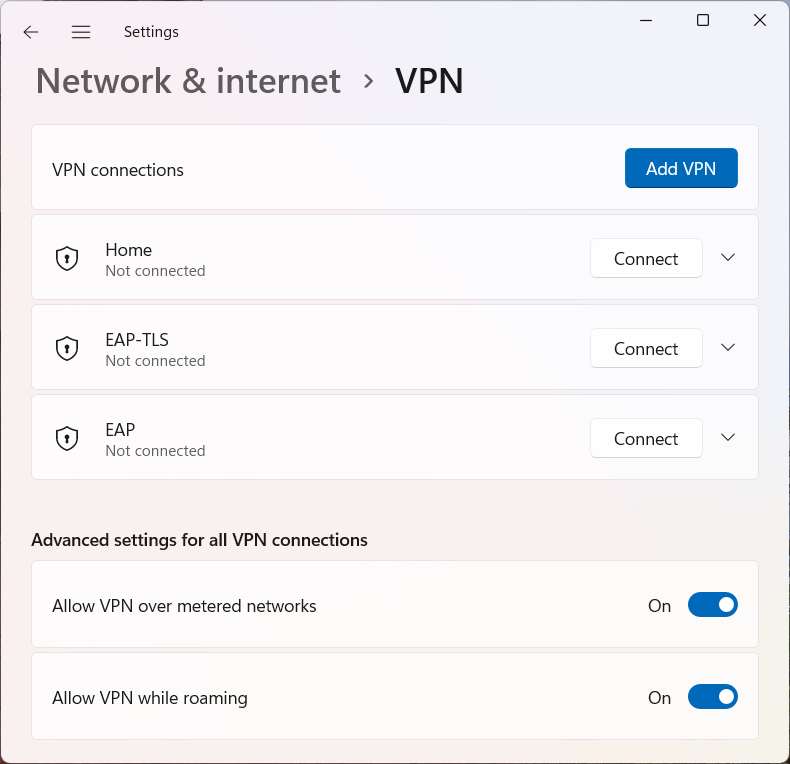 Settings
Network & internet > VPN
VPN connections
Add VPN
Home
Not connected
Connect
EAP-TLS
Not connected
Connect
EAP
Not connected
Connect
Advanced settings for all VPN connections
Allow VPN over metered networks
On
Allow VPN while roaming
On